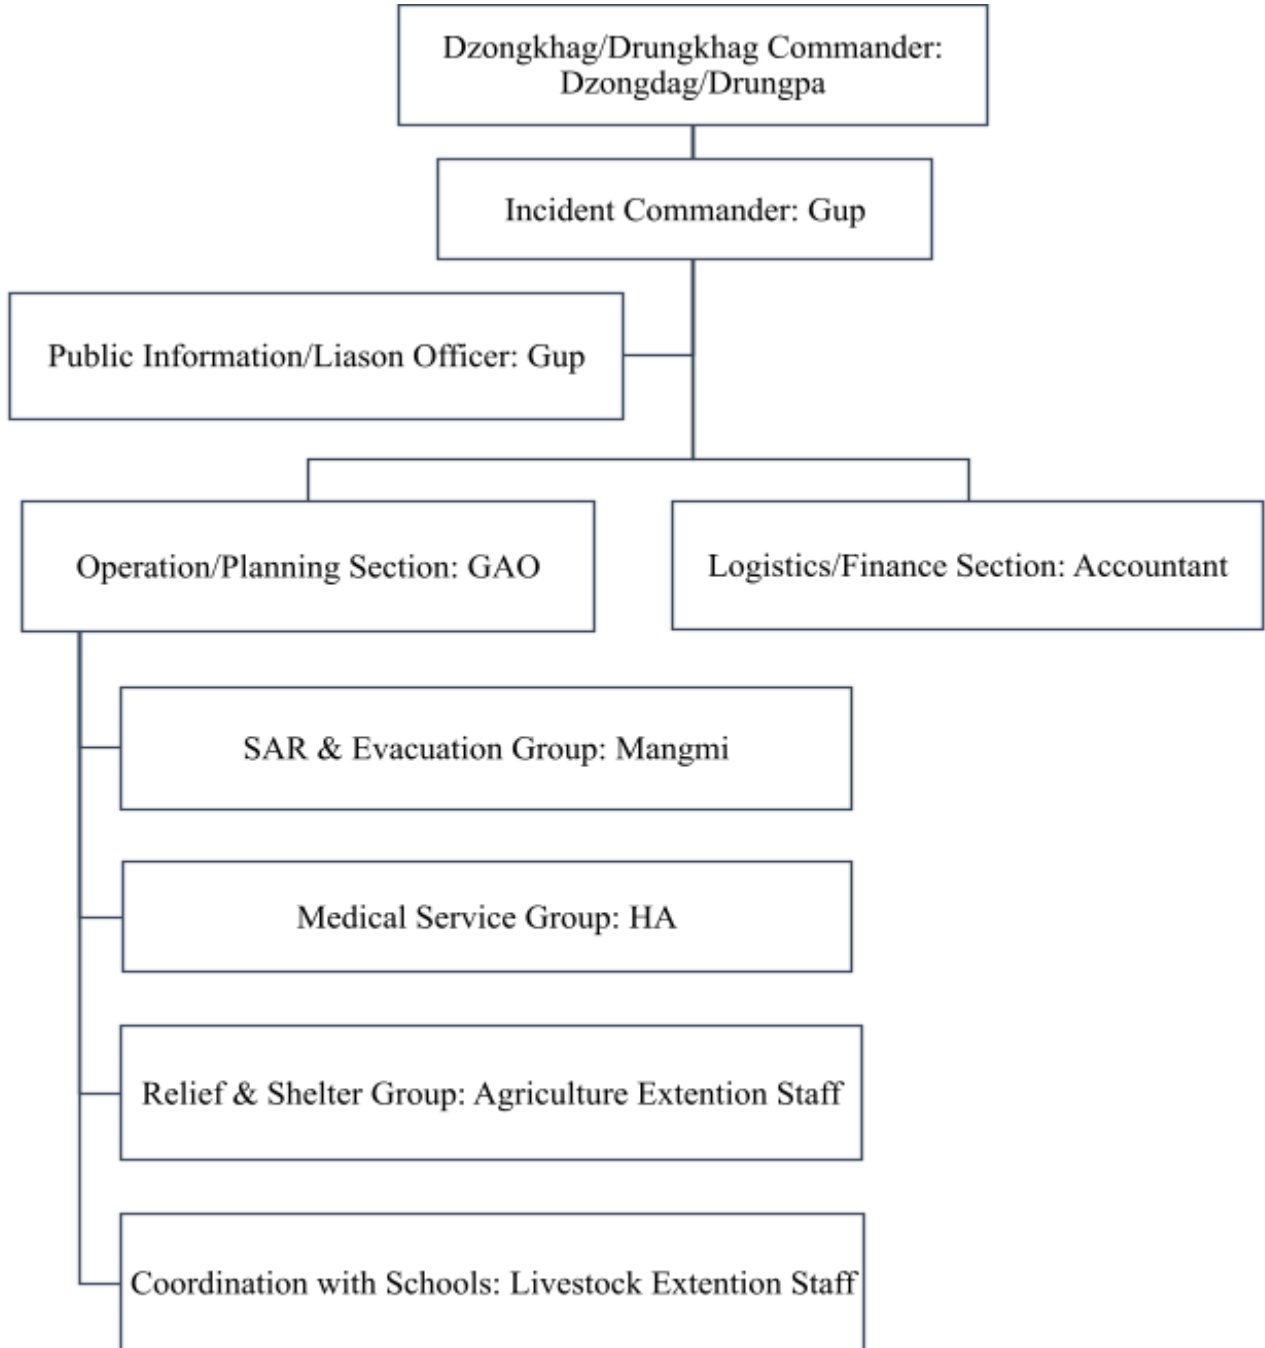 Dzongkhag/Drungkhag Commander:
Dzongdag/Drungpa
Incident Commander: Gup
Public Information/Liason Officer: Gup
Operation/Planning Section: GAO
Logistics/Finance Section: Accountant
SAR & Evacuation Group: Mangmi
Medical Service Group: HA
Relief & Shelter Group: Agriculture Extention Staff
Coordination with Schools: Livestock Extention Staff